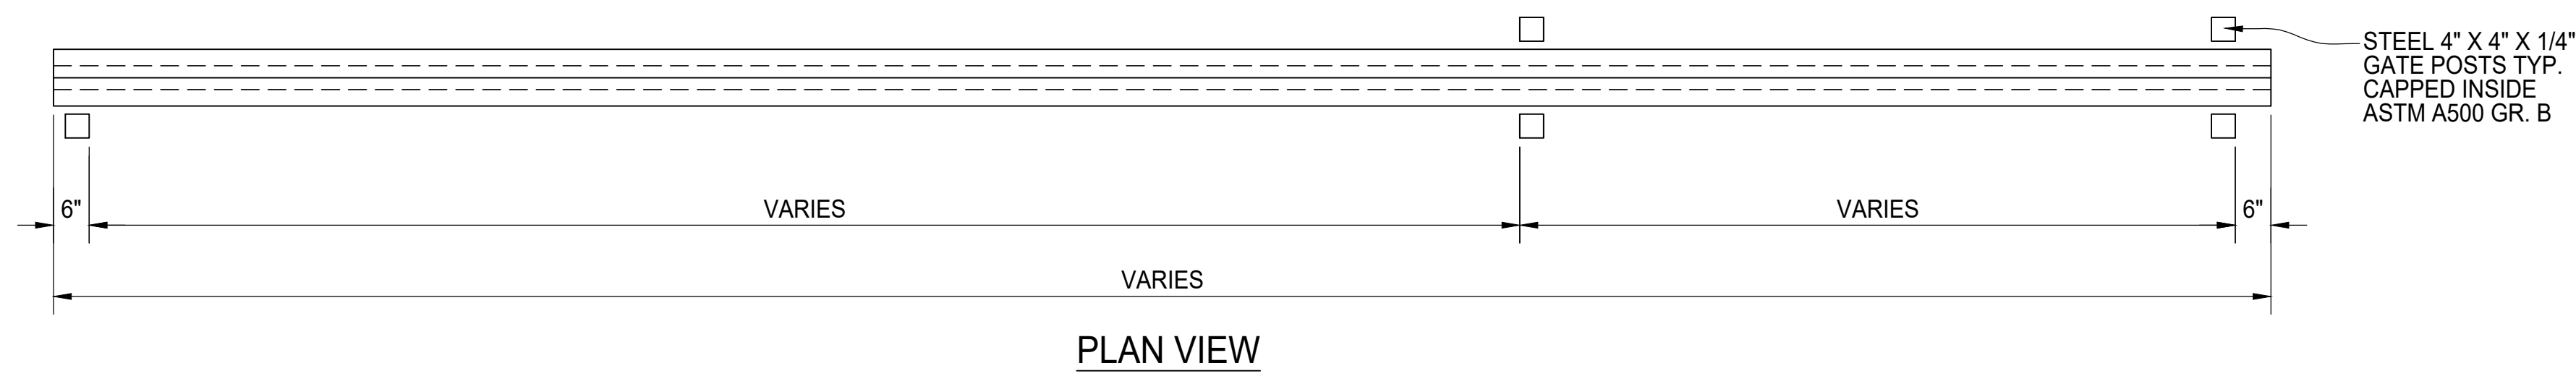 STEEL 4" X 4" X 1/4"
GATE POSTS TYP.
CAPPED INSIDE
ASTM A500 GR. B
6"
VARIES
VARIES
6"
VARIES
PLAN VIEW